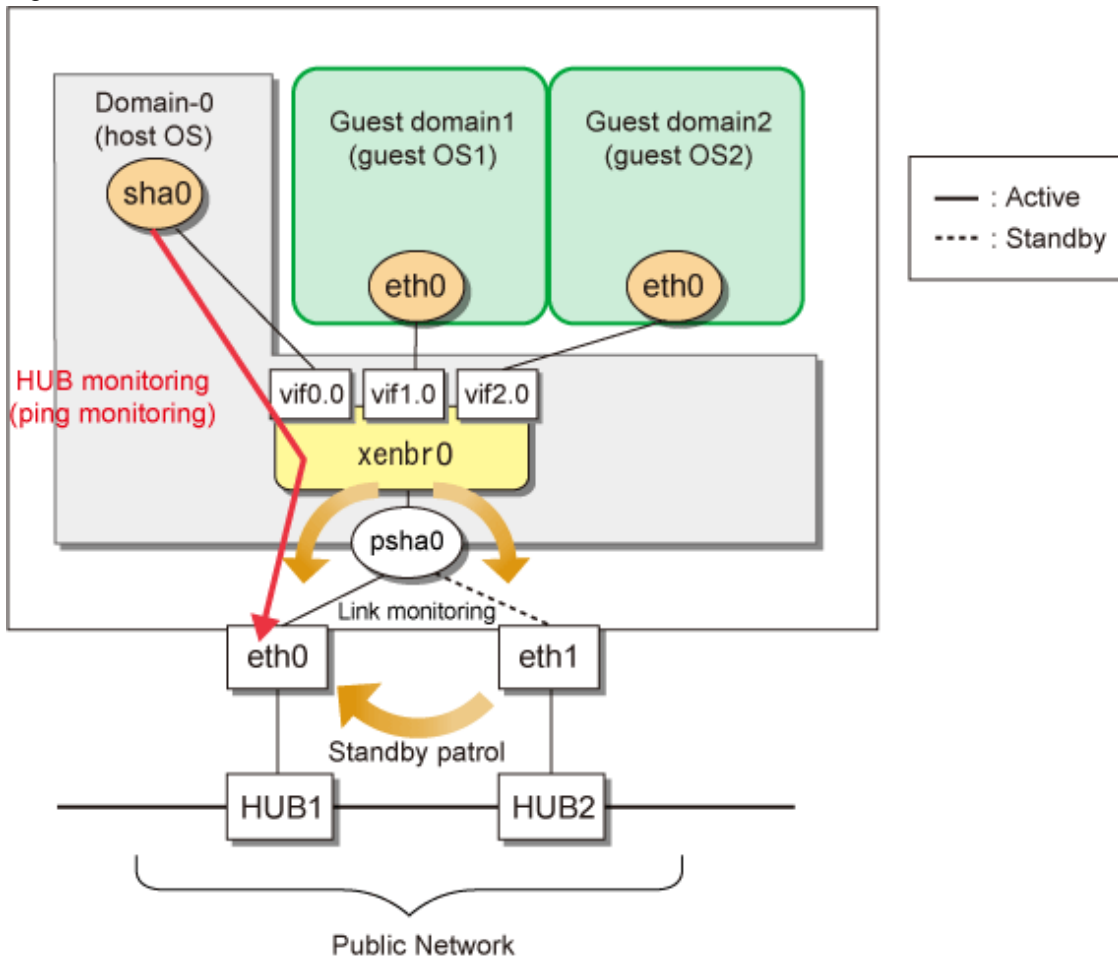 Domain-0
(host OS)
sha0
Guest domain1
(guest OS1)
eth0
Guest domain2
(guest OS2)
eth0
: Active
: Standby
HUB monitoring
(ping monitoring)
vif0.0
vif1.0
vif2.0
xenbr0
psha0
Link monitoring
eth0
eth1
Standby patrol
HUB1
HUB2
Public Network